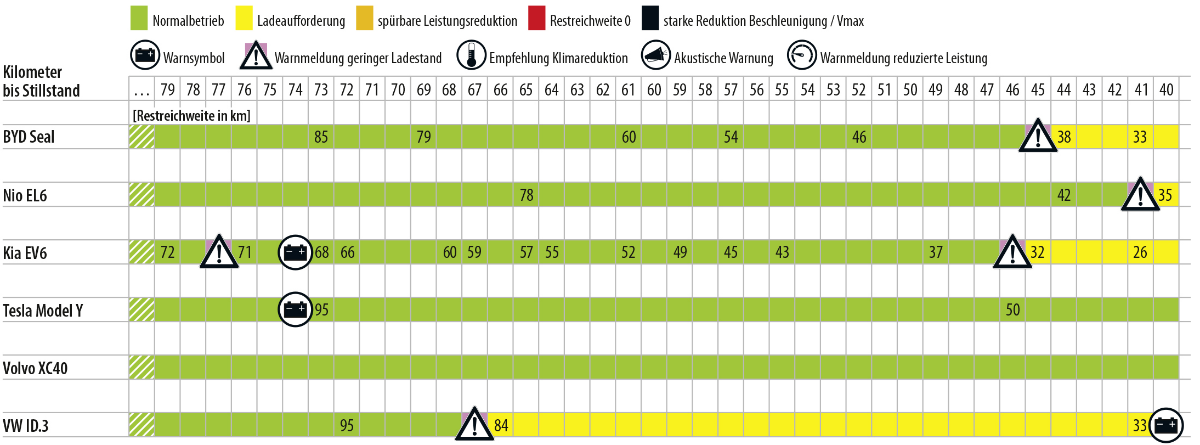 Normalbetrieb Ladeaufforderung spürbare Leistungsreduktion Restreichweite 0 starke Reduktion Beschleunigung / Vmax
Warnsymbol Warnmeldung geringer Ladestand Empfehlung Klimareduktion Akustische Warnung Warnmeldung reduzierte Leistung
Kilometer
bis Stillstand ... 79 78 77 76 75 74 73 72 71 70 69 68 67 66 65 64 63 62 61 60 59 58 57 56 55 54 53 52 51 50 49 48 47 46 45 44 43 42 41 40
[Restreichweite in km]
BYD Seal 85 79 60 54 46 38 33
Nio EL6 78 42 35
Kia EV6 72 71 68 66 60 59 57 55 52 49 45 43 37 32 26
Tesla Model Y 95 50
Volvo XC40
VW ID.3 95 84 33